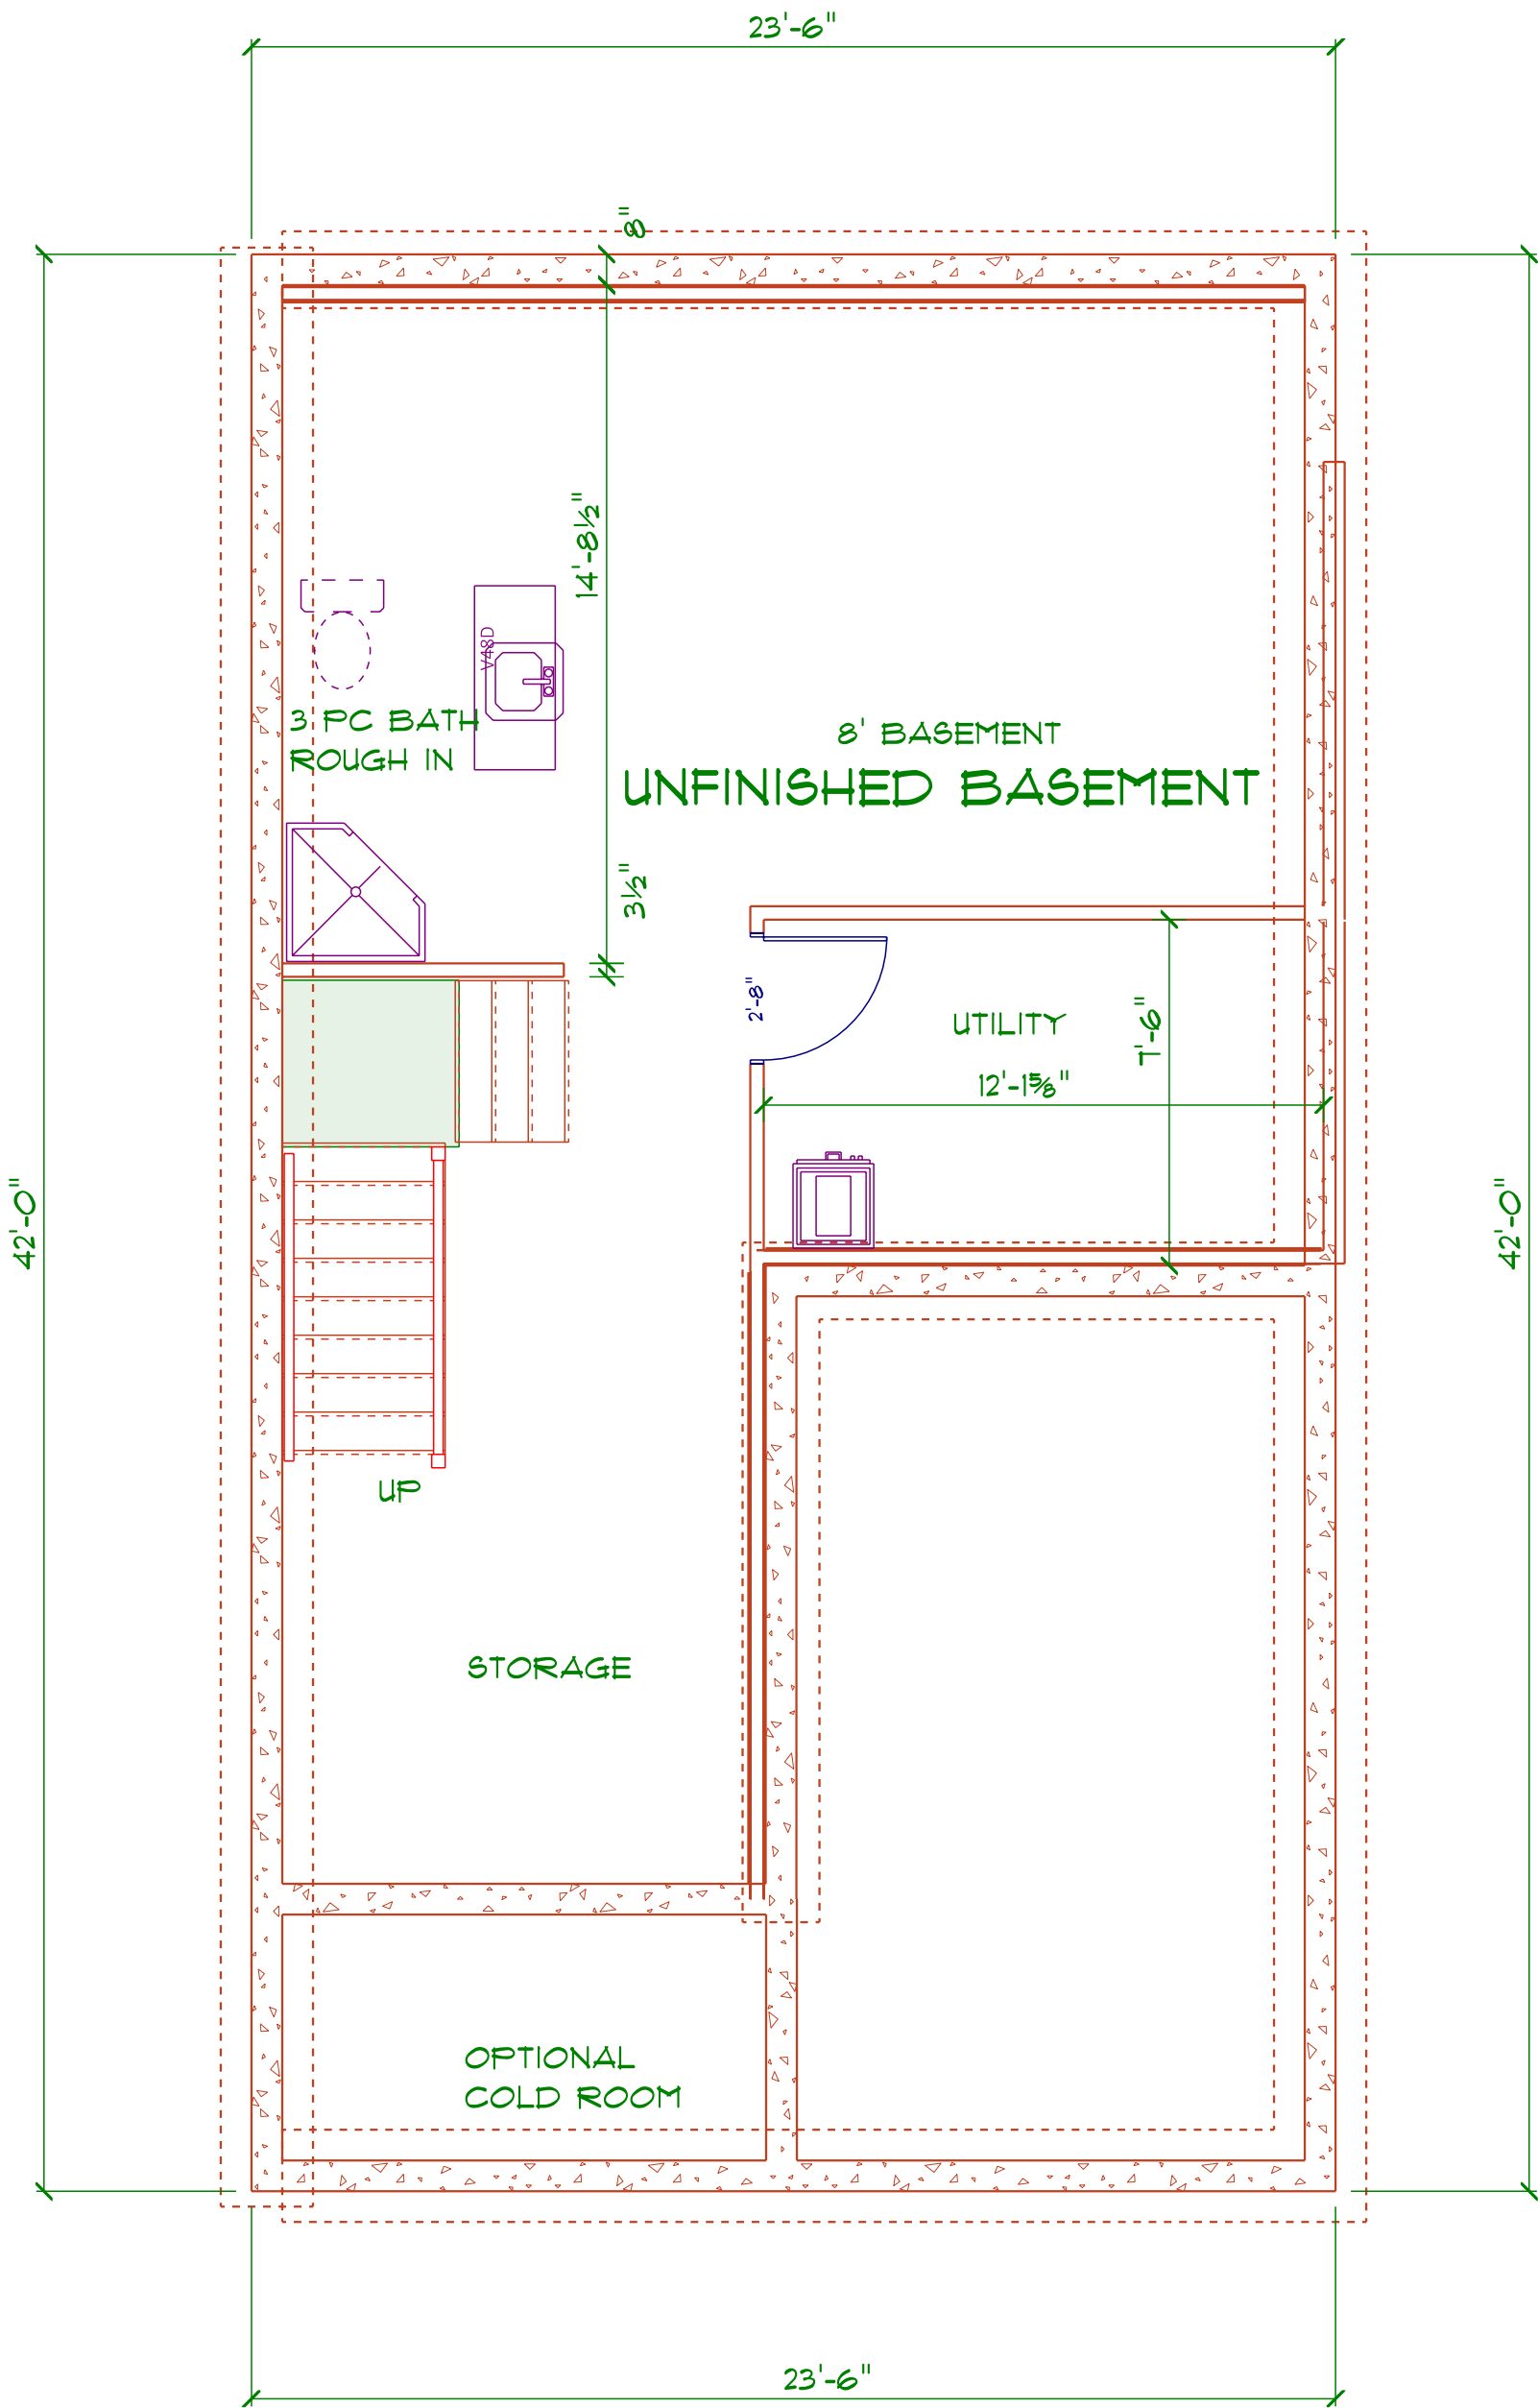 23'-6"
8"
14'-8½"
V48D
3 PC BATH
ROUGH IN
8' BASEMENT
UNFINISHED BASEMENT
3½"
2'-8"
UTILITY
7'-6"
12'-1⅝"
42'-0"
42'-0"
UP
STORAGE
OPTIONAL
COLD ROOM
23'-6"